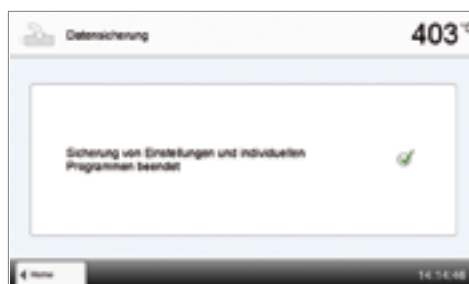 Datensicherung
403 °C
Sicherung von Einstellungen und individuellen
Programmen beendet
Home
14:14:46